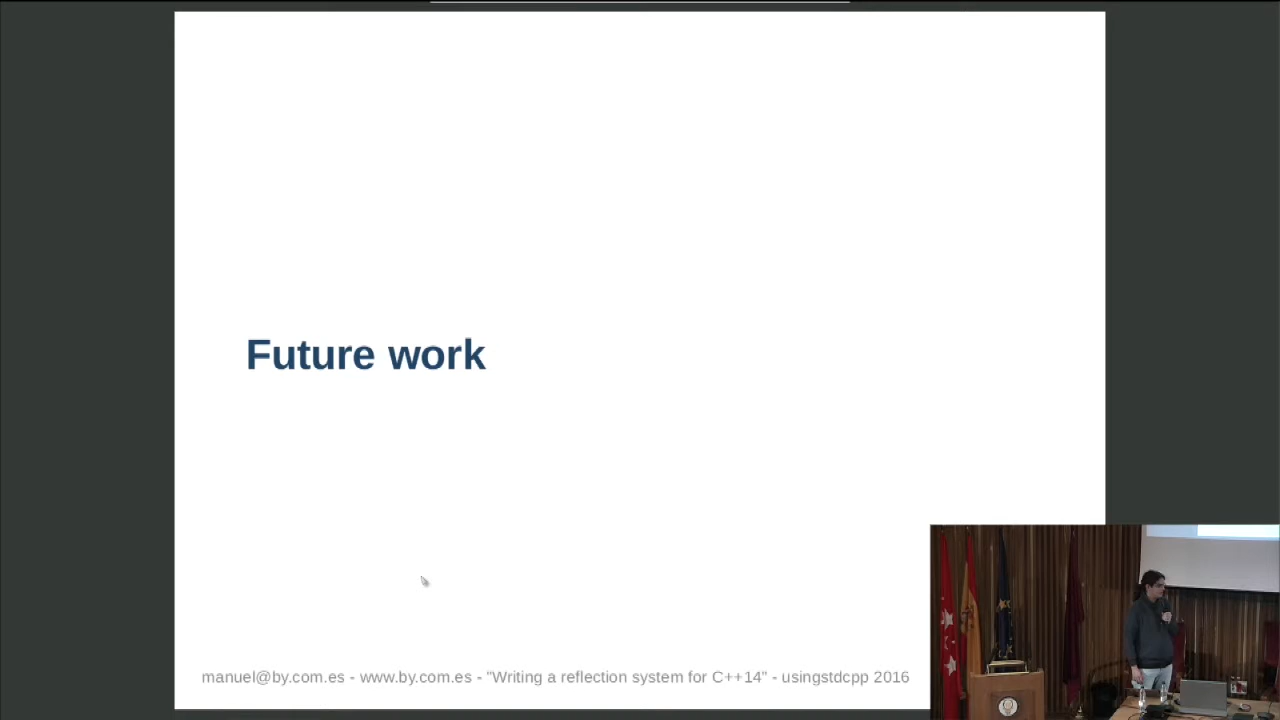 Future work
manuel@by.com.es - www.by.com.es - "Writing a reflection system for C++14" - usingstdcpp 2016